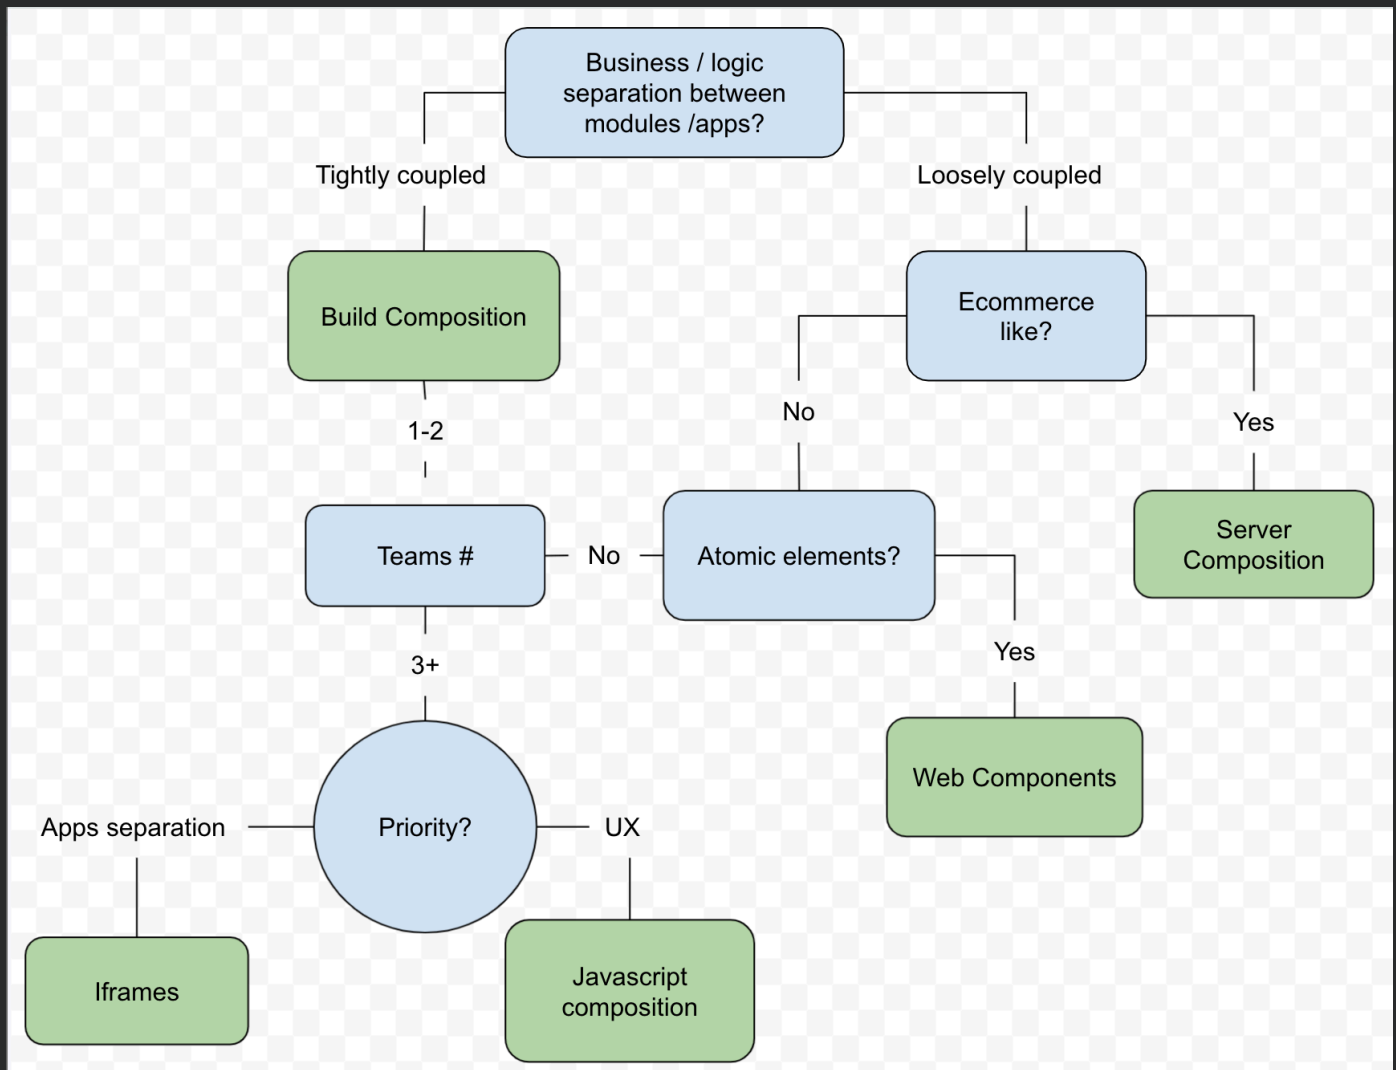 Business / logic
separation between
modules /apps?
Tightly coupled
Loosely coupled
Build Composition
Ecommerce
like?
No
Yes
1-2
Teams #
No
Atomic elements?
Server
Composition
3+
Yes
Web Components
Apps separation
Priority?
UX
Iframes
Javascript
composition